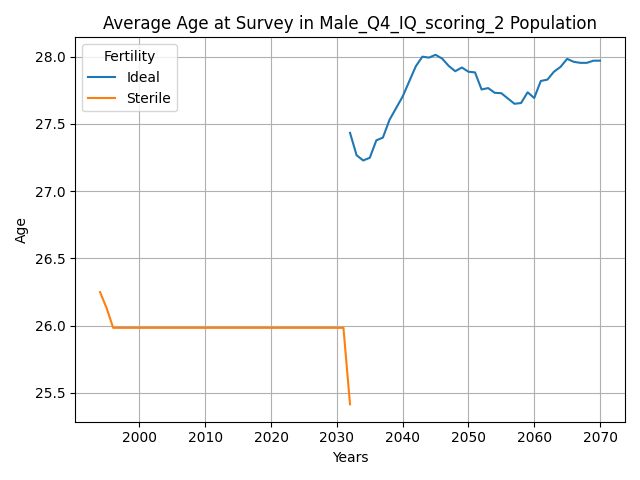 Average Age at Survey in Male_Q4_IQ_scoring_2 Population
Fertility
Ideal
Sterile
28.0
27.5
27.0
26.5
26.0
25.5
Age
2000 2010 2020 2030 2040 2050 2060 2070
Years